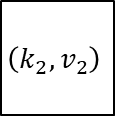 (k₂, v₂)